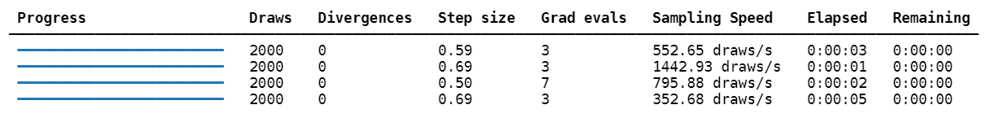 Progress Draws Divergences Step size Grad evals Sampling Speed Elapsed Remaining
2000 0 0.59 3 552.65 draws/s 0:00:03 0:00:00
2000 0 0.69 3 1442.93 draws/s 0:00:01 0:00:00
2000 0 0.50 7 795.88 draws/s 0:00:02 0:00:00
2000 0 0.69 3 352.68 draws/s 0:00:05 0:00:00